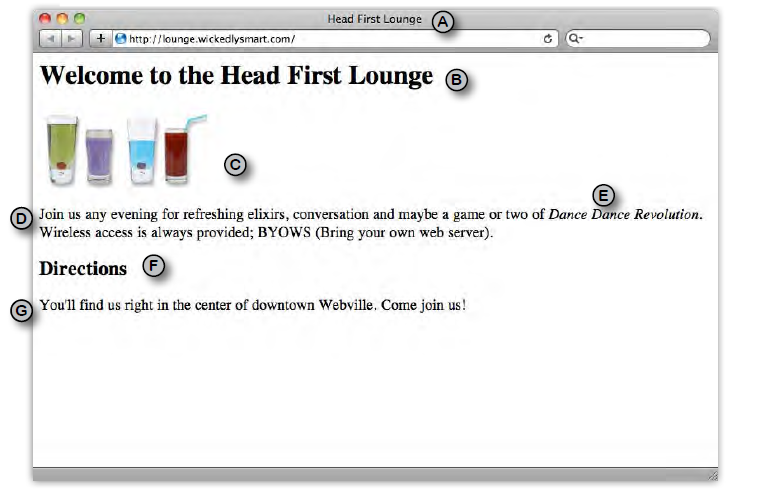 Head First Lounge A
+ http://lounge.wickedlysmart.com/
Welcome to the Head First Lounge B
C
E
D Join us any evening for refreshing elixirs, conversation and maybe a game or two of Dance Dance Revolution.
Wireless access is always provided; BYOWS (Bring your own web server).
Directions F
G You'll find us right in the center of downtown Webville. Come join us!